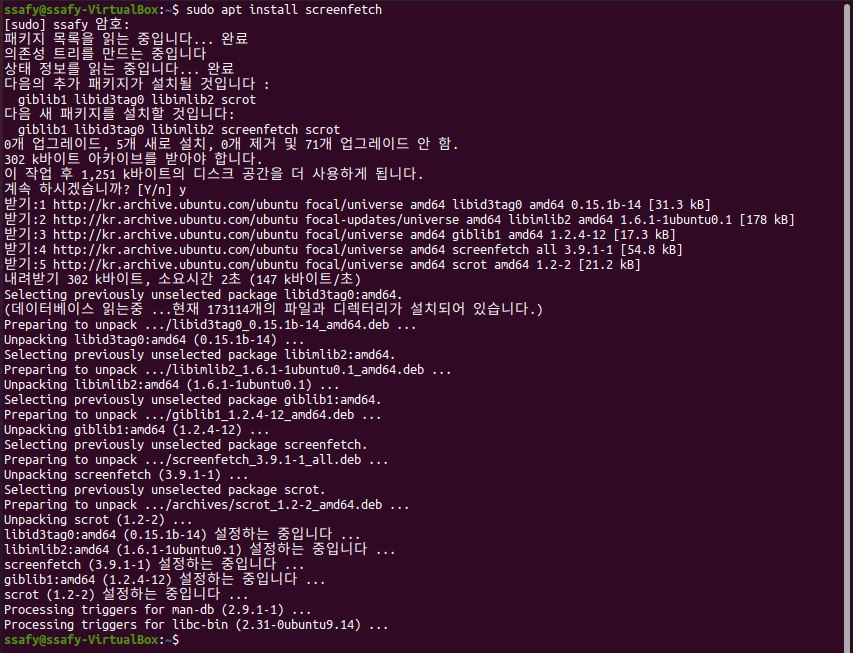 ssafy@ssafy-VirtualBox:~$ sudo apt install screenfetch
[sudo] ssafy 암호:
패키지 목록을 읽는 중입니다... 완료
의존성 트리를 만드는 중입니다
상태 정보를 읽는 중입니다... 완료
다음의 추가 패키지가 설치될 것입니다 :
  giblib1 libid3tag0 libimlib2 scrot
다음 새 패키지를 설치할 것입니다:
  giblib1 libid3tag0 libimlib2 screenfetch scrot
0개 업그레이드, 5개 새로 설치, 0개 제거 및 71개 업그레이드 안 함.
302 k바이트 아카이브를 받아야 합니다.
이 작업 후 1,251 k바이트의 디스크 공간을 더 사용하게 됩니다.
계속 하시겠습니까? [Y/n] y
받기:1 http://kr.archive.ubuntu.com/ubuntu focal/universe amd64 libid3tag0 amd64 0.15.1b-14 [31.3 kB]
받기:2 http://kr.archive.ubuntu.com/ubuntu focal-updates/universe amd64 libimlib2 amd64 1.6.1-1ubuntu0.1 [178 kB]
받기:3 http://kr.archive.ubuntu.com/ubuntu focal/universe amd64 giblib1 amd64 1.2.4-12 [17.3 kB]
받기:4 http://kr.archive.ubuntu.com/ubuntu focal/universe amd64 screenfetch all 3.9.1-1 [54.8 kB]
받기:5 http://kr.archive.ubuntu.com/ubuntu focal/universe amd64 scrot amd64 1.2-2 [21.2 kB]
내려받기 302 k바이트, 소요시간 2초 (147 k바이트/초)
Selecting previously unselected package libid3tag0:amd64.
(데이터베이스 읽는중 ...현재 173114개의 파일과 디렉터리가 설치되어 있습니다.)
Preparing to unpack .../libid3tag0_0.15.1b-14_amd64.deb ...
Unpacking libid3tag0:amd64 (0.15.1b-14) ...
Selecting previously unselected package libimlib2:amd64.
Preparing to unpack .../libimlib2_1.6.1-1ubuntu0.1_amd64.deb ...
Unpacking libimlib2:amd64 (1.6.1-1ubuntu0.1) ...
Selecting previously unselected package giblib1:amd64.
Preparing to unpack .../giblib1_1.2.4-12_amd64.deb ...
Unpacking giblib1:amd64 (1.2.4-12) ...
Selecting previously unselected package screenfetch.
Preparing to unpack .../screenfetch_3.9.1-1_all.deb ...
Unpacking screenfetch (3.9.1-1) ...
Selecting previously unselected package scrot.
Preparing to unpack .../archives/scrot_1.2-2_amd64.deb ...
Unpacking scrot (1.2-2) ...
libid3tag0:amd64 (0.15.1b-14) 설정하는 중입니다 ...
libimlib2:amd64 (1.6.1-1ubuntu0.1) 설정하는 중입니다 ...
screenfetch (3.9.1-1) 설정하는 중입니다 ...
giblib1:amd64 (1.2.4-12) 설정하는 중입니다 ...
scrot (1.2-2) 설정하는 중입니다 ...
Processing triggers for man-db (2.9.1-1) ...
Processing triggers for libc-bin (2.31-0ubuntu9.14) ...
ssafy@ssafy-VirtualBox:~$